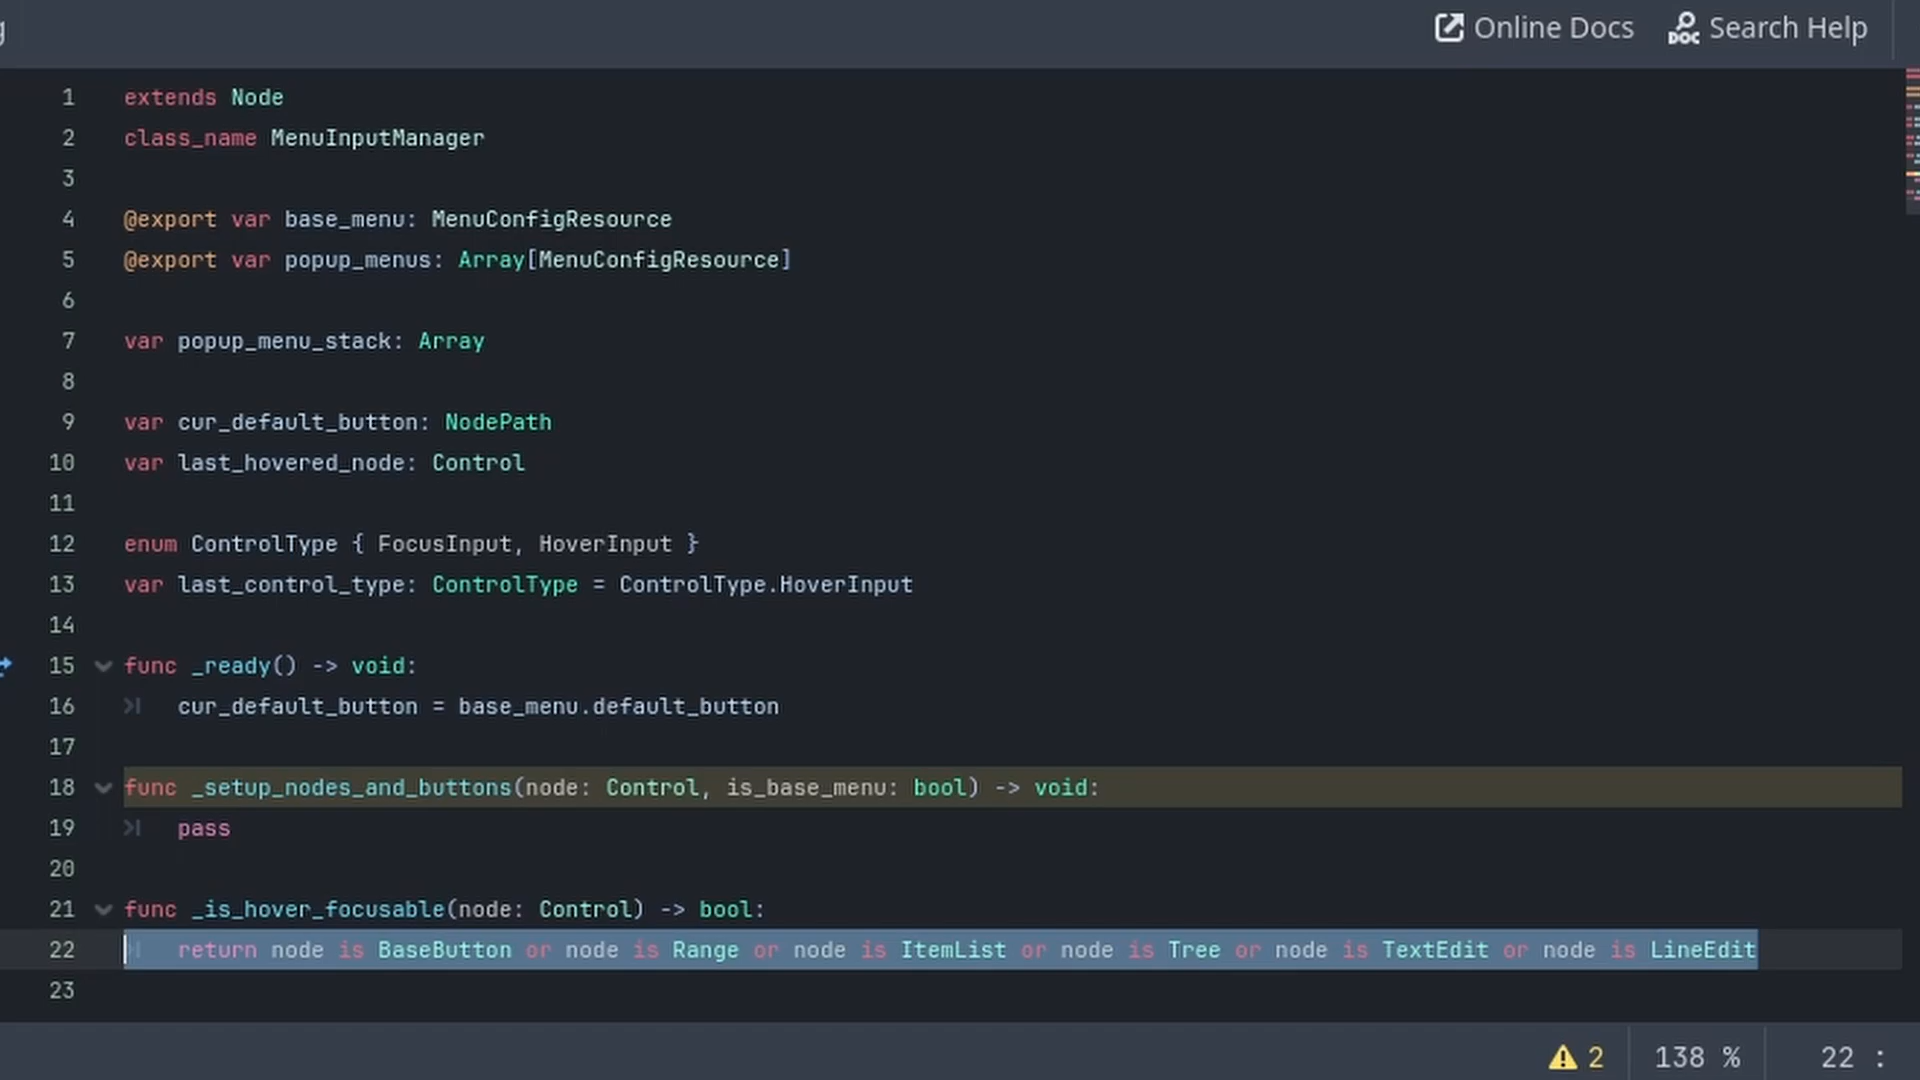 Online Docs Search Help
1 extends Node
2 class_name MenuInputManager
3
4 @export var base_menu: MenuConfigResource
5 @export var popup_menus: Array[MenuConfigResource]
6
7 var popup_menu_stack: Array
8
9 var cur_default_button: NodePath
10 var last_hovered_node: Control
11
12 enum ControlType { FocusInput, HoverInput }
13 var last_control_type: ControlType = ControlType.HoverInput
14
15 func _ready() -> void:
16 cur_default_button = base_menu.default_button
17
18 func _setup_nodes_and_buttons(node: Control, is_base_menu: bool) -> void:
19 pass
20
21 func _is_hover_focusable(node: Control) -> bool:
22 return node is BaseButton or node is Range or node is ItemList or node is Tree or node is TextEdit or node is LineEdit
23
2 138 % 22 :